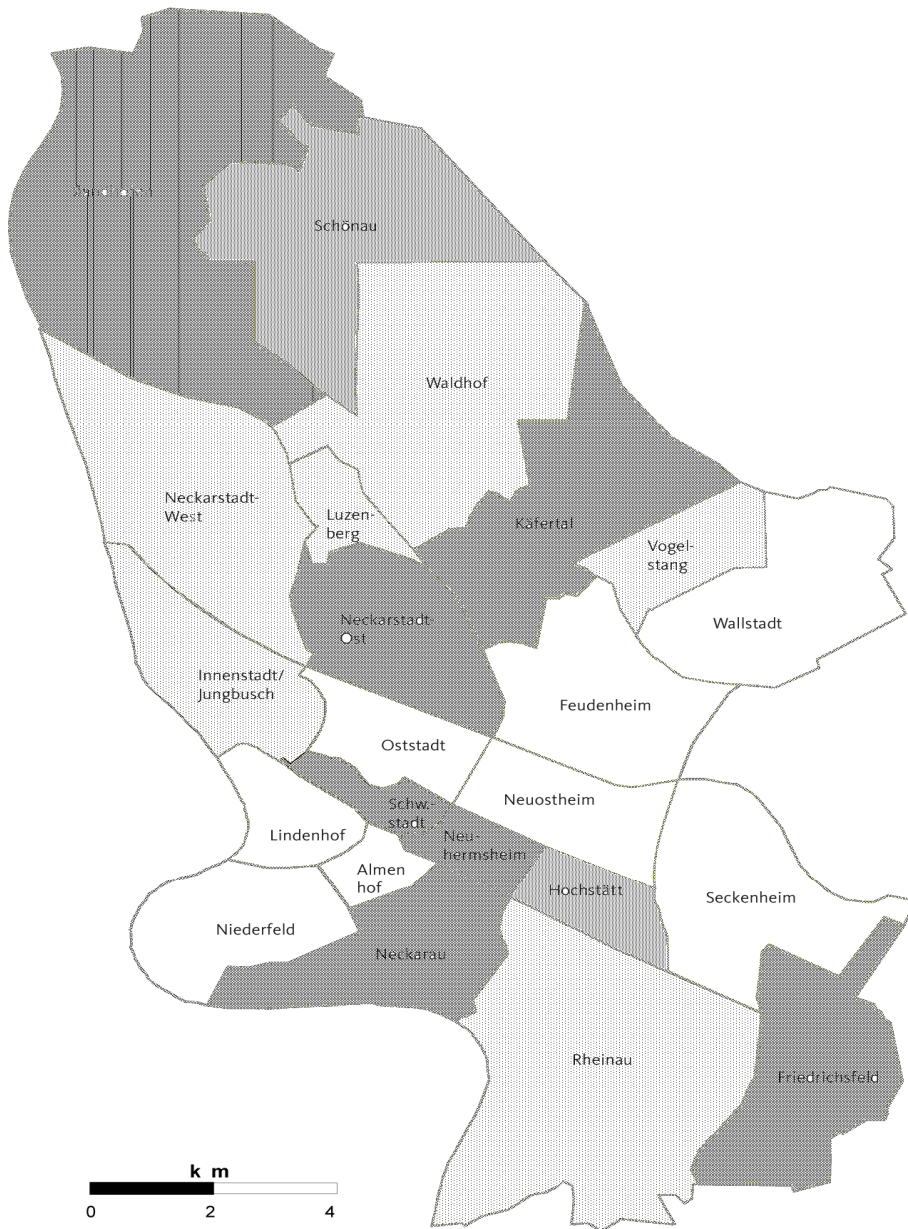 Schönau
Waldhof
Neckarstadt-
West
Luzen-
berg
Käfertal
Vogel-
stang
Wallstadt
Neckarstadt-
Ost
Innenstadt/
Jungbusch
Feudenheim
Oststadt
Neuostheim
Schw.-
stadt
Neu-
hermsheim
Lindenhof
Almen
hof
Hochstätt
Seckenheim
Niederfeld
Neckarau
Rheinau
Friedrichsfeld
k m
0 2 4